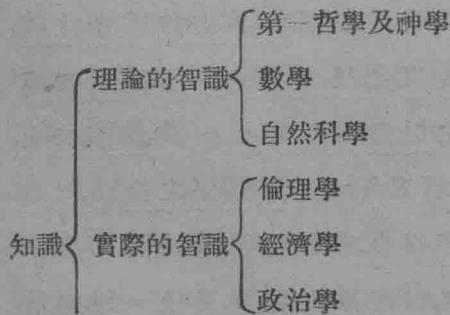 第一哲學及神學
理論的智識
數學
自然科學
倫理學
知識
實際的智識
經濟學
政治學